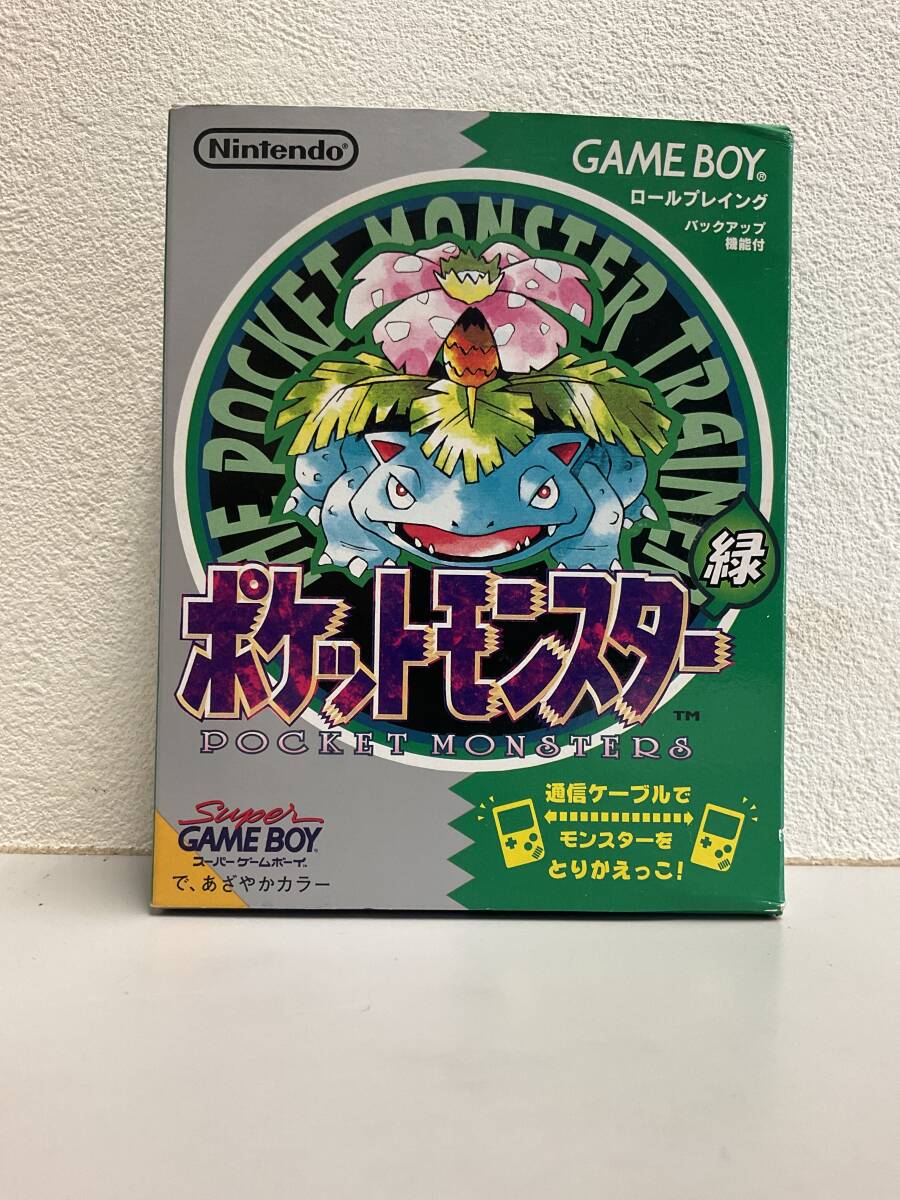 Nintendo®
GAME BOY®
ロールプレイング
バックアップ
機能付
POCKET MONSTER
緑
ポケットモンスター
TM
POCKET MONSTERS
Super
GAME BOY
スーパーゲームボーイ
で、あざやかカラー
通信ケーブルで
モンスターを
とりかえっこ!